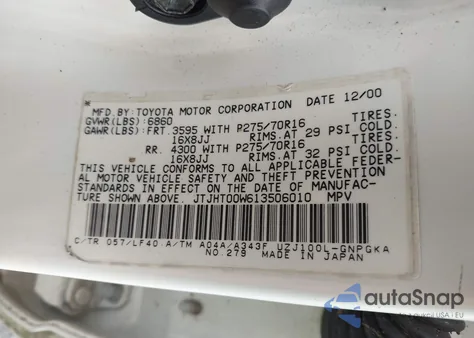 MFD.BY:TOYOTA MOTOR CORPORATION DATE 12/00
GVWR(LBS):6860
GAWR(LBS):FRT.3595 WITH P275/70R16 TIRES.
16X8JJ RIMS.AT 29 PSI COLD.
RR. 4300 WITH P275/70R16 TIRES.
16X8JJ RIMS.AT 32 PSI COLD.
THIS VEHICLE CONFORMS TO ALL APPLICABLE FEDER-
AL MOTOR VEHICLE SAFETY AND THEFT PREVENTION
STANDARDS IN EFFECT ON THE DATE OF MANUFAC-
TURE SHOWN ABOVE. JTJHT00W613506010 MPV
C/TR 057/LF40 A/TM A04A/A343F UZJ100L-GNPGKA
NO.279 MADE IN JAPAN
autoSnap